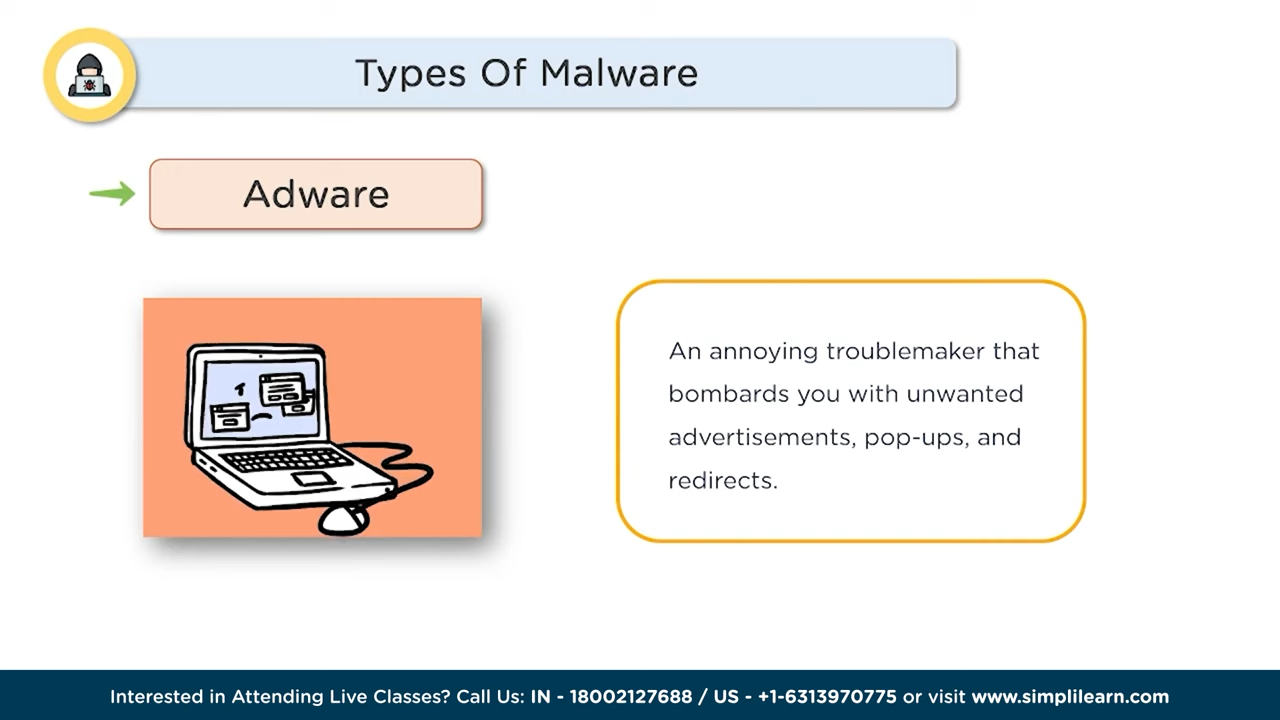 Types Of Malware
Adware
An annoying troublemaker that
bombards you with unwanted
advertisements, pop-ups, and
redirects.
Interested in Attending Live Classes? Call Us: IN - 18002127688 / US - +1-6313970775 or visit www.simplilearn.com